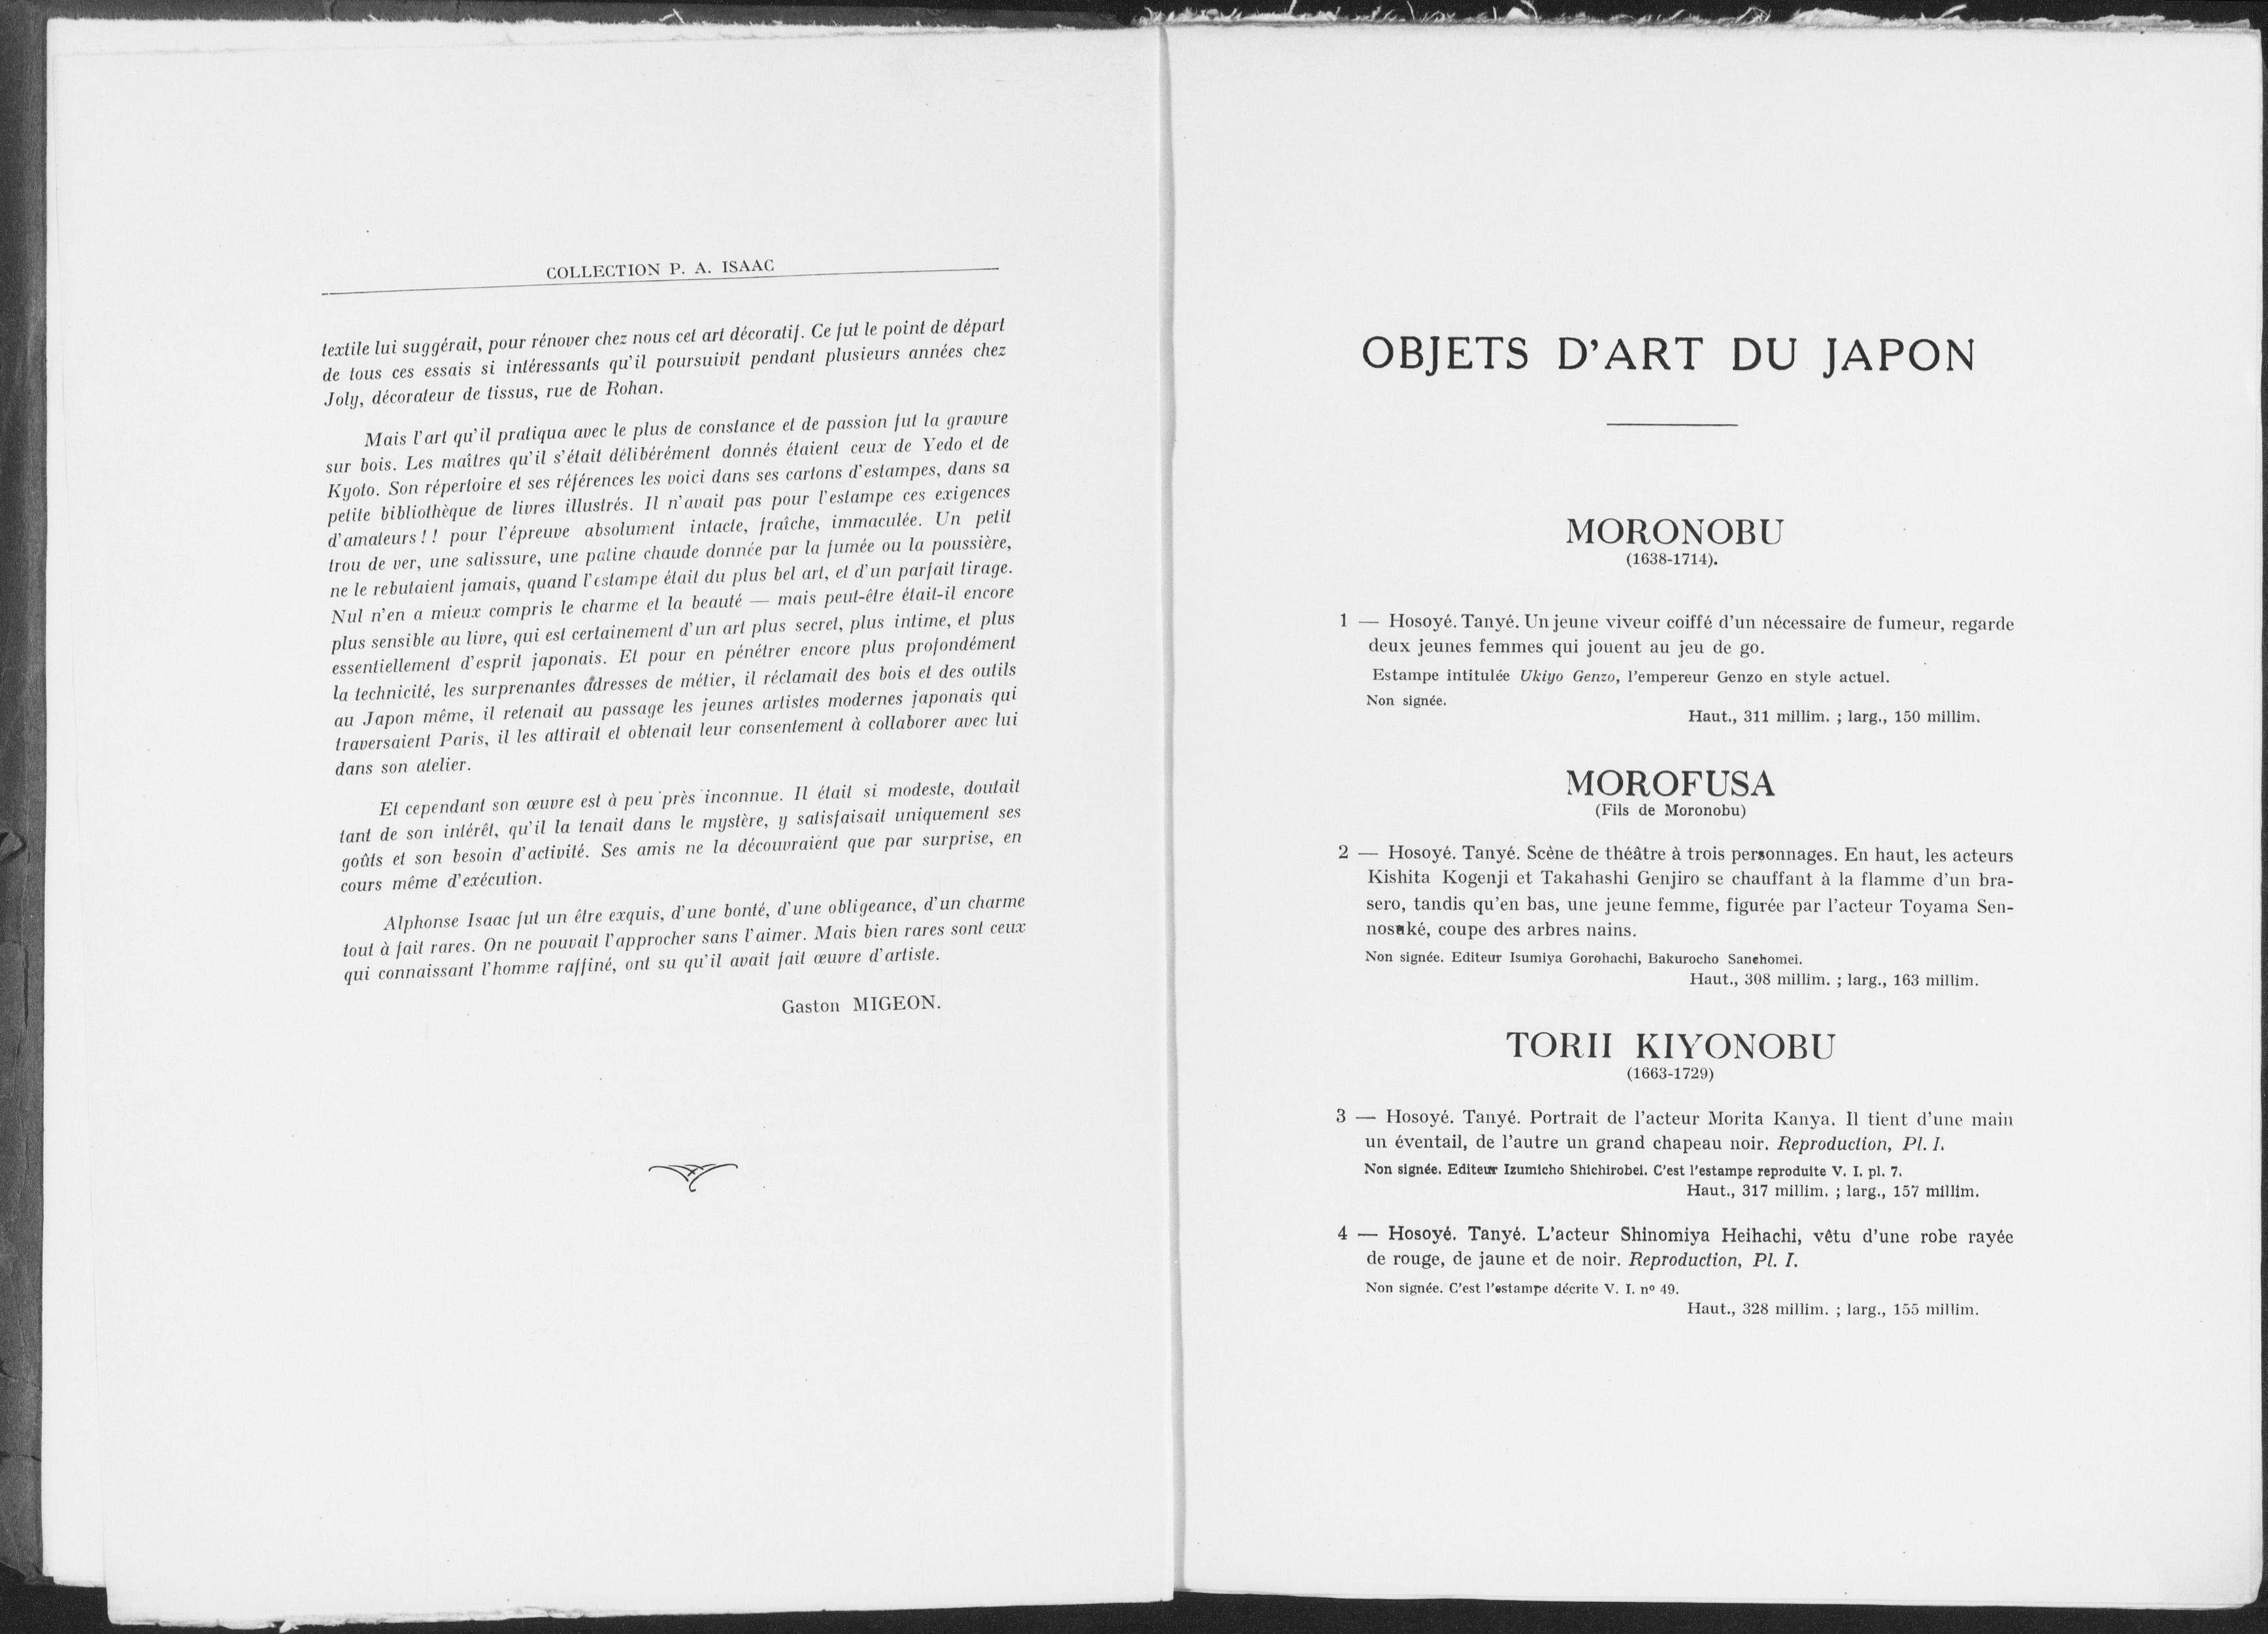 COLLECTION P. A. ISAAC
textile lui suggérait, pour rénover chez nous cet art décoratif. Ce fut le point de départ
de tous ces essais si intéressants qu'il poursuivit pendant plusieurs années chez
Joly, décorateur de tissus, rue de Rohan.
Mais l'art qu'il pratiqua avec le plus de constance et de passion fut la gravure
sur bois. Les maîtres qu'il s'était délibérément donnés étaient ceux de Yedo et de
Kyoto. Son répertoire et ses références les voici dans ses cartons d'estampes, dans sa
petite bibliothèque de livres illustrés. Il n'avait pas pour l'estampe ces exigences
d'amateurs ! ! pour l'épreuve absolument intacte, fraîche, immaculée. Un petit
trou de ver, une salissure, une patine chaude donnée par la fumée ou la poussière,
ne le rebutaient jamais, quand l'estampe était du plus bel art, et d'un parfait tirage.
Nul n'en a mieux compris le charme et la beauté — mais peut-être était-il encore
plus sensible au livre, qui est certainement d'un art plus secret, plus intime, et plus
essentiellement d'esprit japonais. Et pour en pénétrer encore plus profondément
la technicité, les surprenantes adresses de métier, il réclamait des bois et des outils
au Japon même, il retenait au passage les jeunes artistes modernes japonais qui
traversaient Paris, il les attirait et obtenait leur consentement à collaborer avec lui
dans son atelier.
Et cependant son œuvre est à peu près inconnue. Il était si modeste, doutait
tant de son intérêt, qu'il la tenait dans le mystère, y satisfaisait uniquement ses
goûts et son besoin d'activité. Ses amis ne la découvraient que par surprise, en
cours même d'exécution.
Alphonse Isaac fut un être exquis, d'une bonté, d'une obligeance, d'un charme
tout à fait rares. On ne pouvait l'approcher sans l'aimer. Mais bien rares sont ceux
qui connaissant l'homme raffiné, ont su qu'il avait fait œuvre d'artiste.
Gaston MIGEON.
OBJETS D'ART DU JAPON
MORONOBU
(1638-1714).
1 — Hosoyé. Tanyé. Un jeune viveur coiffé d'un nécessaire de fumeur, regarde
deux jeunes femmes qui jouent au jeu de go.
Estampe intitulée Ukiyo Genzo, l'empereur Genzo en style actuel.
Non signée.
Haut., 311 millim. ; larg., 150 millim.
MOROFUSA
(Fils de Moronobu)
2 — Hosoyé. Tanyé. Scène de théâtre à trois personnages. En haut, les acteurs
Kishita Kogenji et Takahashi Genjiro se chauffant à la flamme d'un bra-
sero, tandis qu'en bas, une jeune femme, figurée par l'acteur Toyama Sen-
nosuké, coupe des arbres nains.
Non signée. Editeur Isumiya Gorohachi, Bakurocho Sanchomei.
Haut., 308 millim. ; larg., 163 millim.
TORII KIYONOBU
(1663-1729)
3 — Hosoyé. Tanyé. Portrait de l'acteur Morita Kanya. Il tient d'une main
un éventail, de l'autre un grand chapeau noir. Reproduction, Pl. I.
Non signée. Editeur Izumicho Shichirobei. C'est l'estampe reproduite V. I. pl. 7.
Haut., 317 millim. ; larg., 157 millim.
4 — Hosoyé. Tanyé. L'acteur Shinomiya Heihachi, vêtu d'une robe rayée
de rouge, de jaune et de noir. Reproduction, Pl. I.
Non signée. C'est l'estampe décrite V. I. nº 49.
Haut., 328 millim. ; larg., 155 millim.